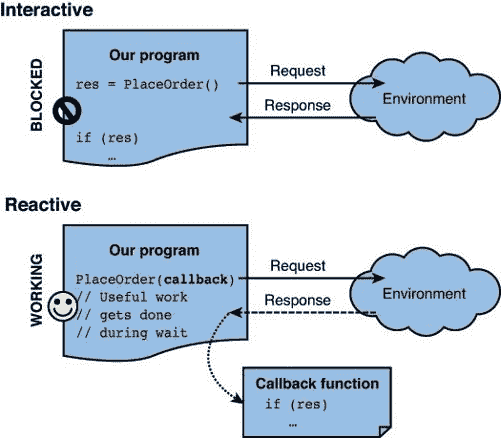 Interactive
Our program
res = PlaceOrder()
if (res)
…
BLOCKED
Request
Response
Environment
Reactive
Our program
PlaceOrder(callback)
// Useful work
// gets done
// during wait
WORKING
Request
Response
Environment
Callback function
if (res)
…